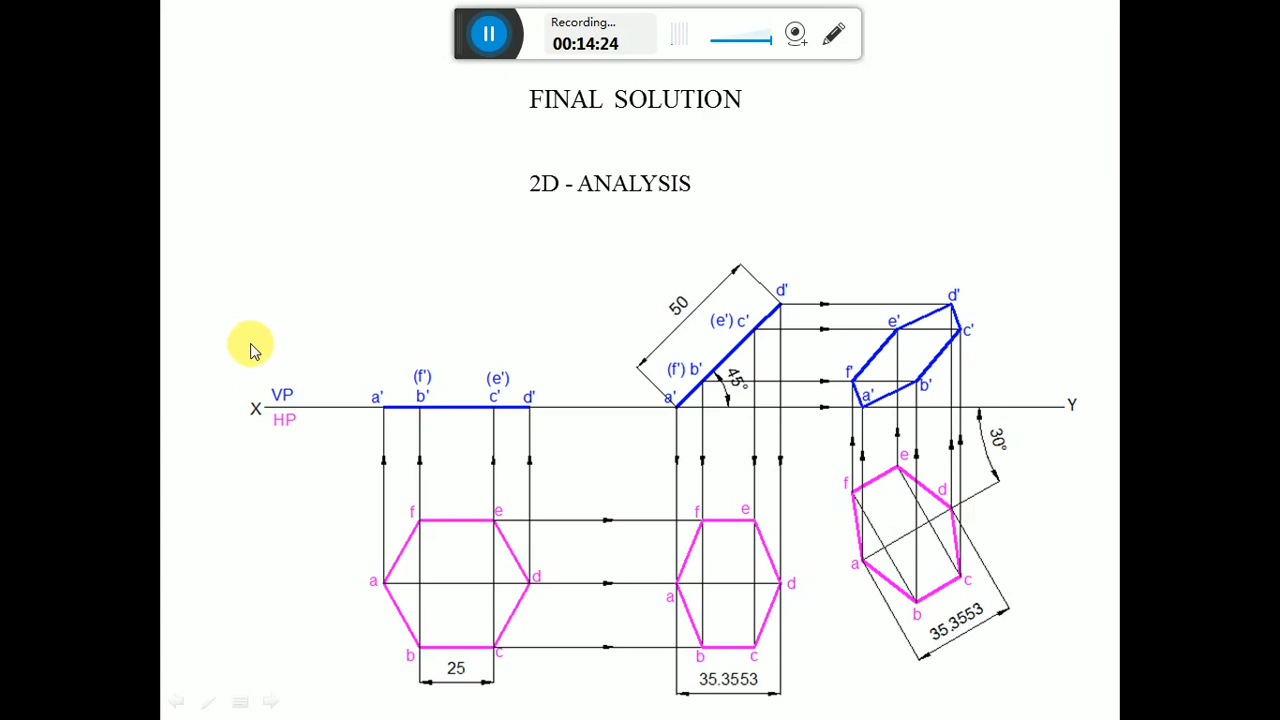 Recording...
00:14:24
FINAL SOLUTION
2D - ANALYSIS
50
d'
(e') c'
(f') b'
45°
a'
d'
e'
c'
f'
a'
b'
(f')
(e')
a'
b'
c'
d'
X
VP
HP
Y
30°
f
e
a
d
b
c
25
f
e
a
d
b
c
35.3553
e
f
d
a
c
b
35.3553